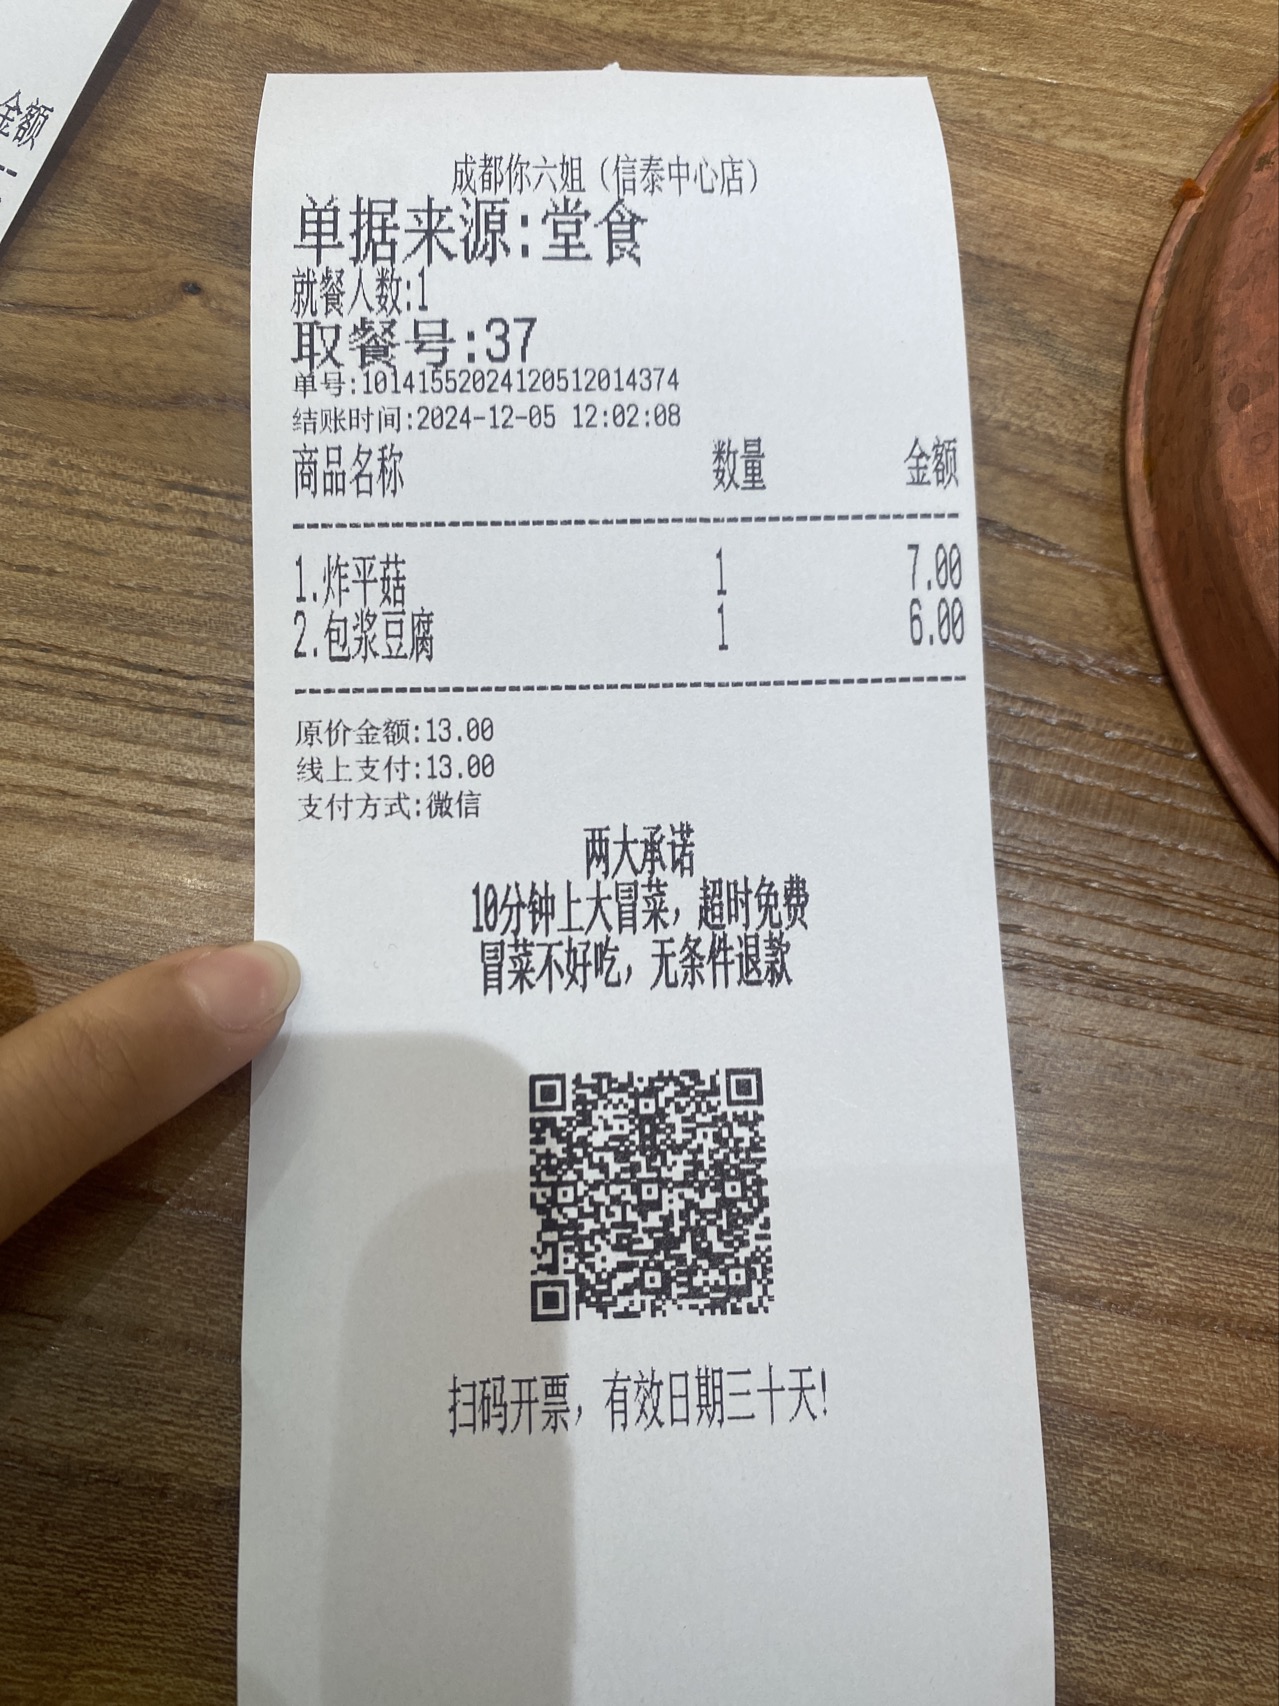 金额
成都你六姐（信泰中心店）
单据来源:堂食
就餐人数:1
取餐号:37
单号:10141552024120512014374
结账时间:2024-12-05 12:02:08
商品名称 数量 金额
1.炸平菇 1 7.00
2.包浆豆腐 1 6.00
原价金额:13.00
线上支付:13.00
支付方式:微信
两大承诺
10分钟上大冒菜，超时免费
冒菜不好吃，无条件退款
扫码开票，有效日期三十天!